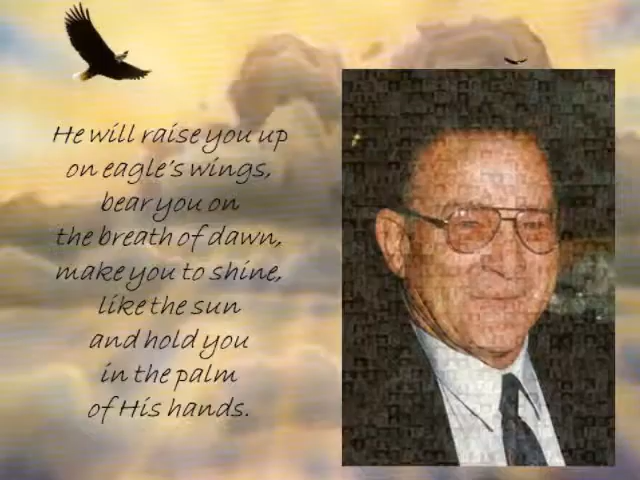 He will raise you up
on eagle's wings,
bear you on
the breath of dawn,
make you to shine,
like the sun
and hold you
in the palm
of His hands.